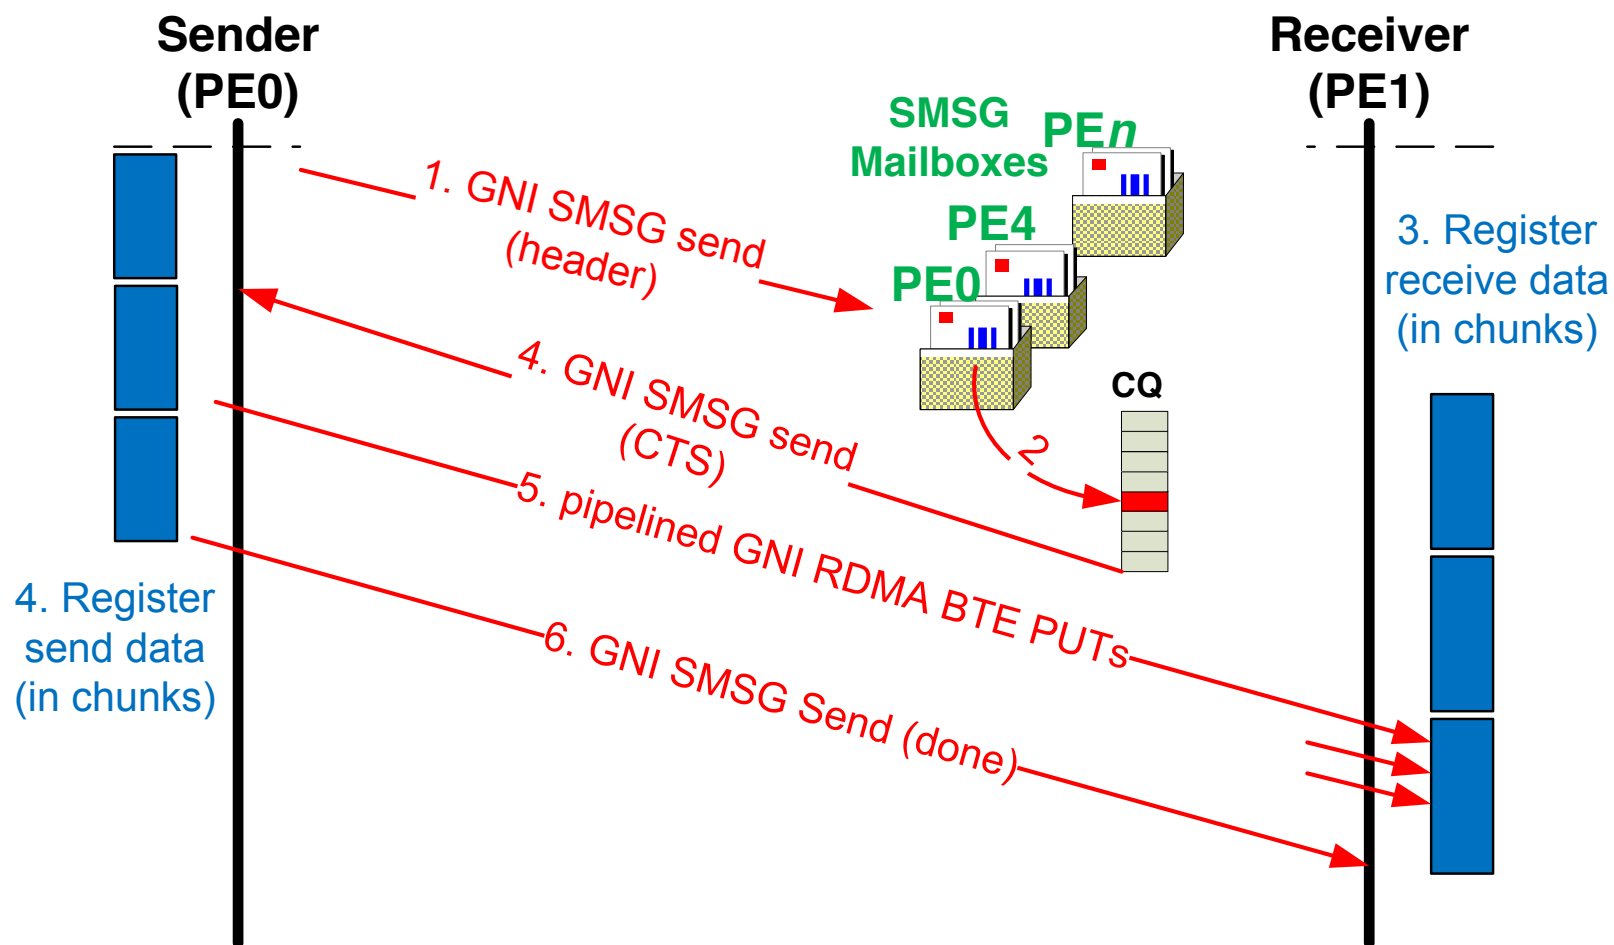 Sender
(PE0)
Receiver
(PE1)
SMSG
Mailboxes
PEn
PE4
PE0
1. GNI SMSG send
(header)
3. Register
receive data
(in chunks)
CQ
2
4. GNI SMSG send
(CTS)
5. pipelined GNI RDMA BTE PUTs
4. Register
send data
(in chunks)
6. GNI SMSG Send (done)